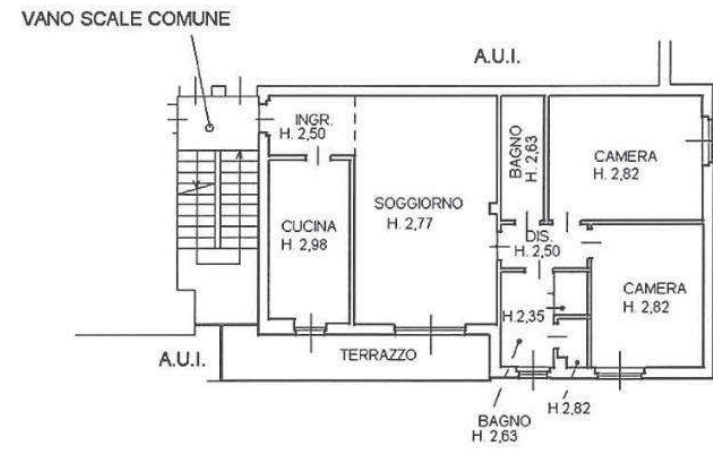 VANO SCALE COMUNE
A.U.I.
INGR.
H. 2,50
BAGNO
H. 2,63
CAMERA
H. 2,82
CUCINA
H. 2,98
SOGGIORNO
H. 2,77
DIS.
H. 2,50
CAMERA
H. 2,82
H.2,35
A.U.I.
TERRAZZO
H.2,82
BAGNO
H. 2,63